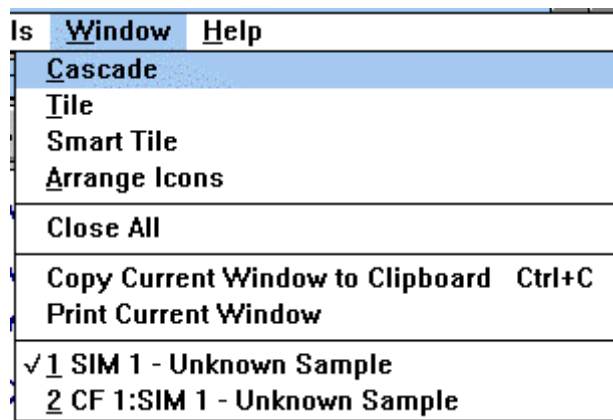 ls Window Help
Cascade
Tile
Smart Tile
Arrange Icons
Close All
Copy Current Window to Clipboard Ctrl+C
Print Current Window
✓1 SIM 1 - Unknown Sample
2 CF 1:SIM 1 - Unknown Sample